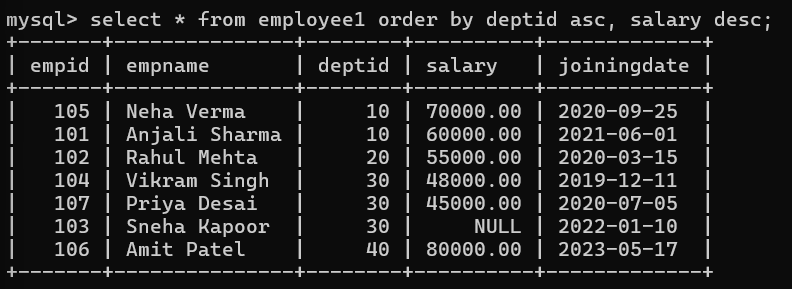 mysql> select * from employee1 order by deptid asc, salary desc;
+-------+---------------+--------+----------+-------------+
| empid | empname       | deptid | salary   | joiningdate |
+-------+---------------+--------+----------+-------------+
|   105 | Neha Verma    |     10 | 70000.00 | 2020-09-25  |
|   101 | Anjali Sharma |     10 | 60000.00 | 2021-06-01  |
|   102 | Rahul Mehta   |     20 | 55000.00 | 2020-03-15  |
|   104 | Vikram Singh  |     30 | 48000.00 | 2019-12-11  |
|   107 | Priya Desai   |     30 | 45000.00 | 2020-07-05  |
|   103 | Sneha Kapoor  |     30 |     NULL | 2022-01-10  |
|   106 | Amit Patel    |     40 | 80000.00 | 2023-05-17  |
+-------+---------------+--------+----------+-------------+